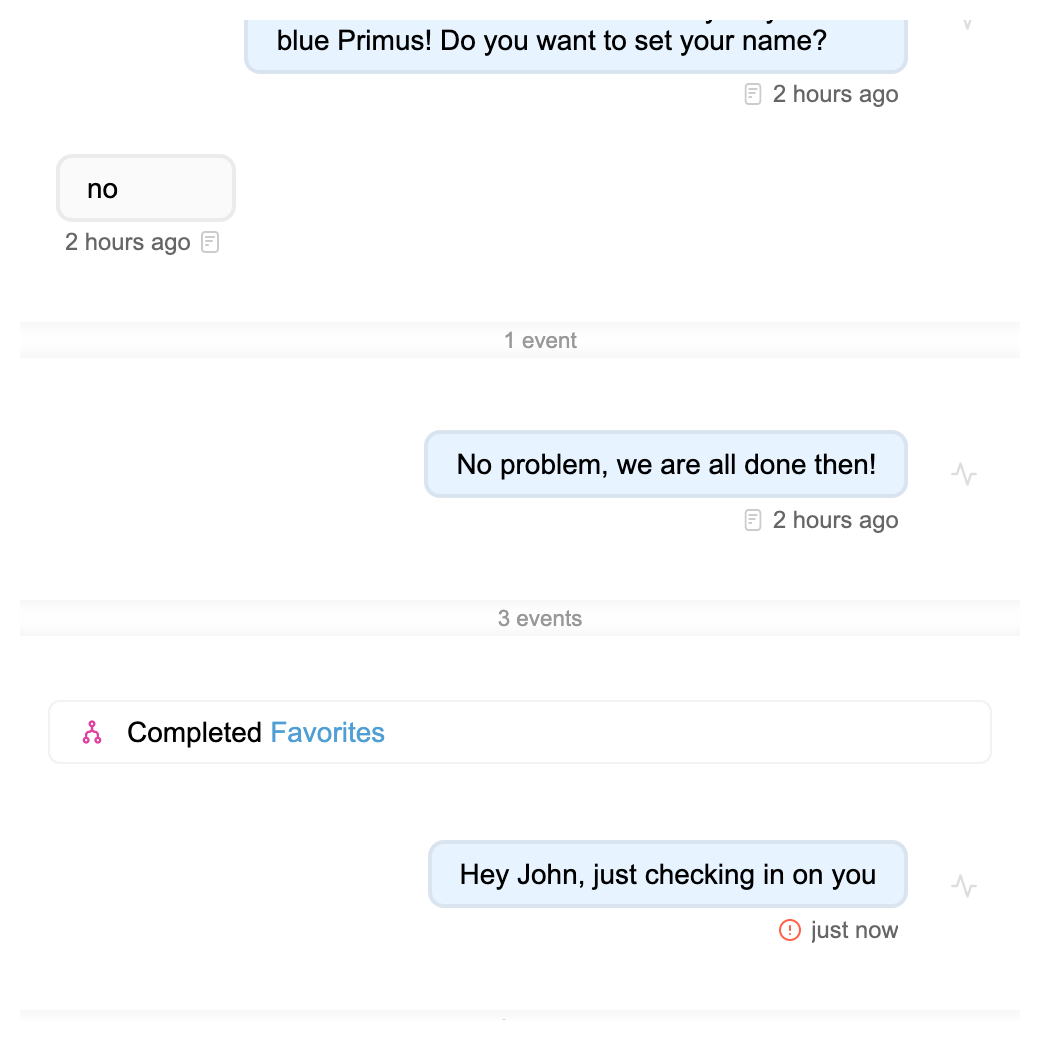 blue Primus! Do you want to set your name?
2 hours ago
no
2 hours ago
1 event
No problem, we are all done then!
2 hours ago
3 events
Completed Favorites
Hey John, just checking in on you
just now